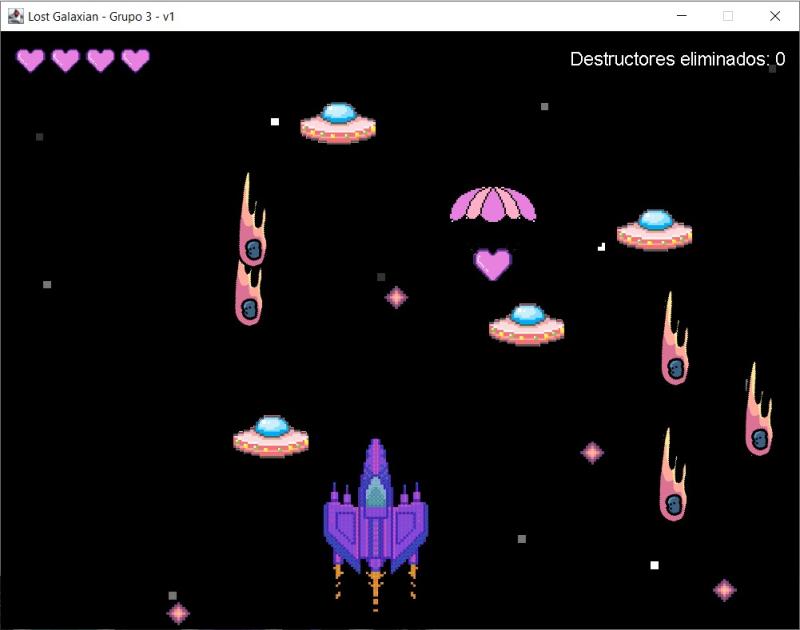 Lost Galaxian - Grupo 3 - v1
Destructores eliminados: 0